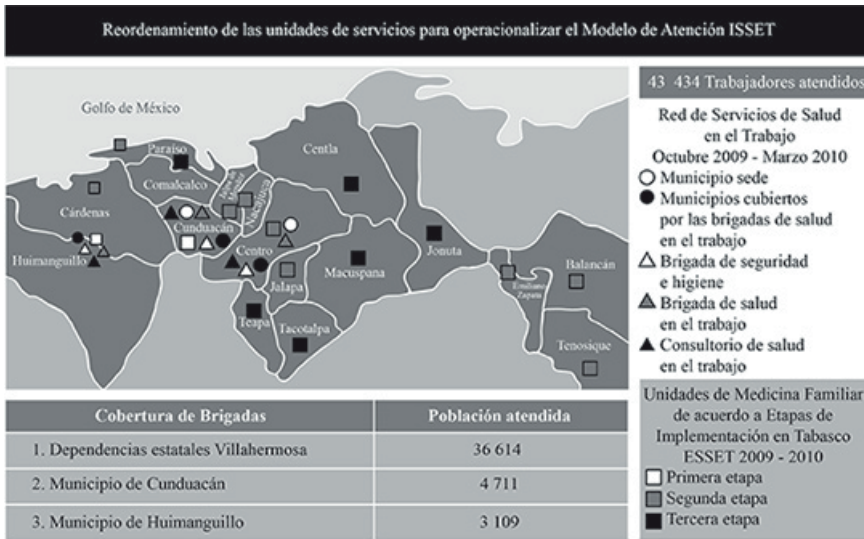 Reordenamiento de las unidades de servicios para operacionalizar el Modelo de Atención ISSET
Golfo de México
Paraíso
Comalcalco
Jalpa de Méndez
Nacajuca
Centla
Cárdenas
Cunduacán
Centro
Huimanguillo
Jalapa
Macuspana
Jonuta
Teapa
Tacotalpa
Emiliano
Zapata
Balancán
Tenosique
43 434 Trabajadores atendidos
Red de Servicios de Salud
en el Trabajo
Octubre 2009 - Marzo 2010
Municipio sede
Municipios cubiertos
por las brigadas de salud
en el trabajo
Brigada de seguridad
e higiene
Brigada de salud
en el trabajo
Consultorio de salud
en el trabajo
Unidades de Medicina Familiar
de acuerdo a Etapas de
Implementación en Tabasco
ESSET 2009 - 2010
Primera etapa
Segunda etapa
Tercera etapa
Cobertura de Brigadas Población atendida
1. Dependencias estatales Villahermosa 36 614
2. Municipio de Cunduacán 4 711
3. Municipio de Huimanguillo 3 109